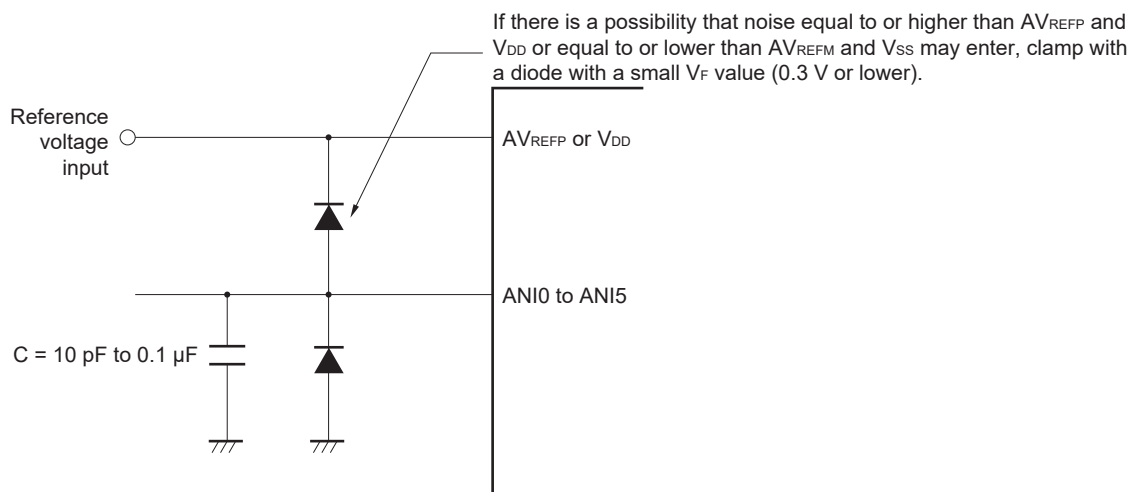 If there is a possibility that noise equal to or higher than AVREFP and
VDD or equal to or lower than AVREFM and VSS may enter, clamp with
a diode with a small VF value (0.3 V or lower).
Reference
voltage
input
AVREFP or VDD
ANI0 to ANI5
C = 10 pF to 0.1 µF